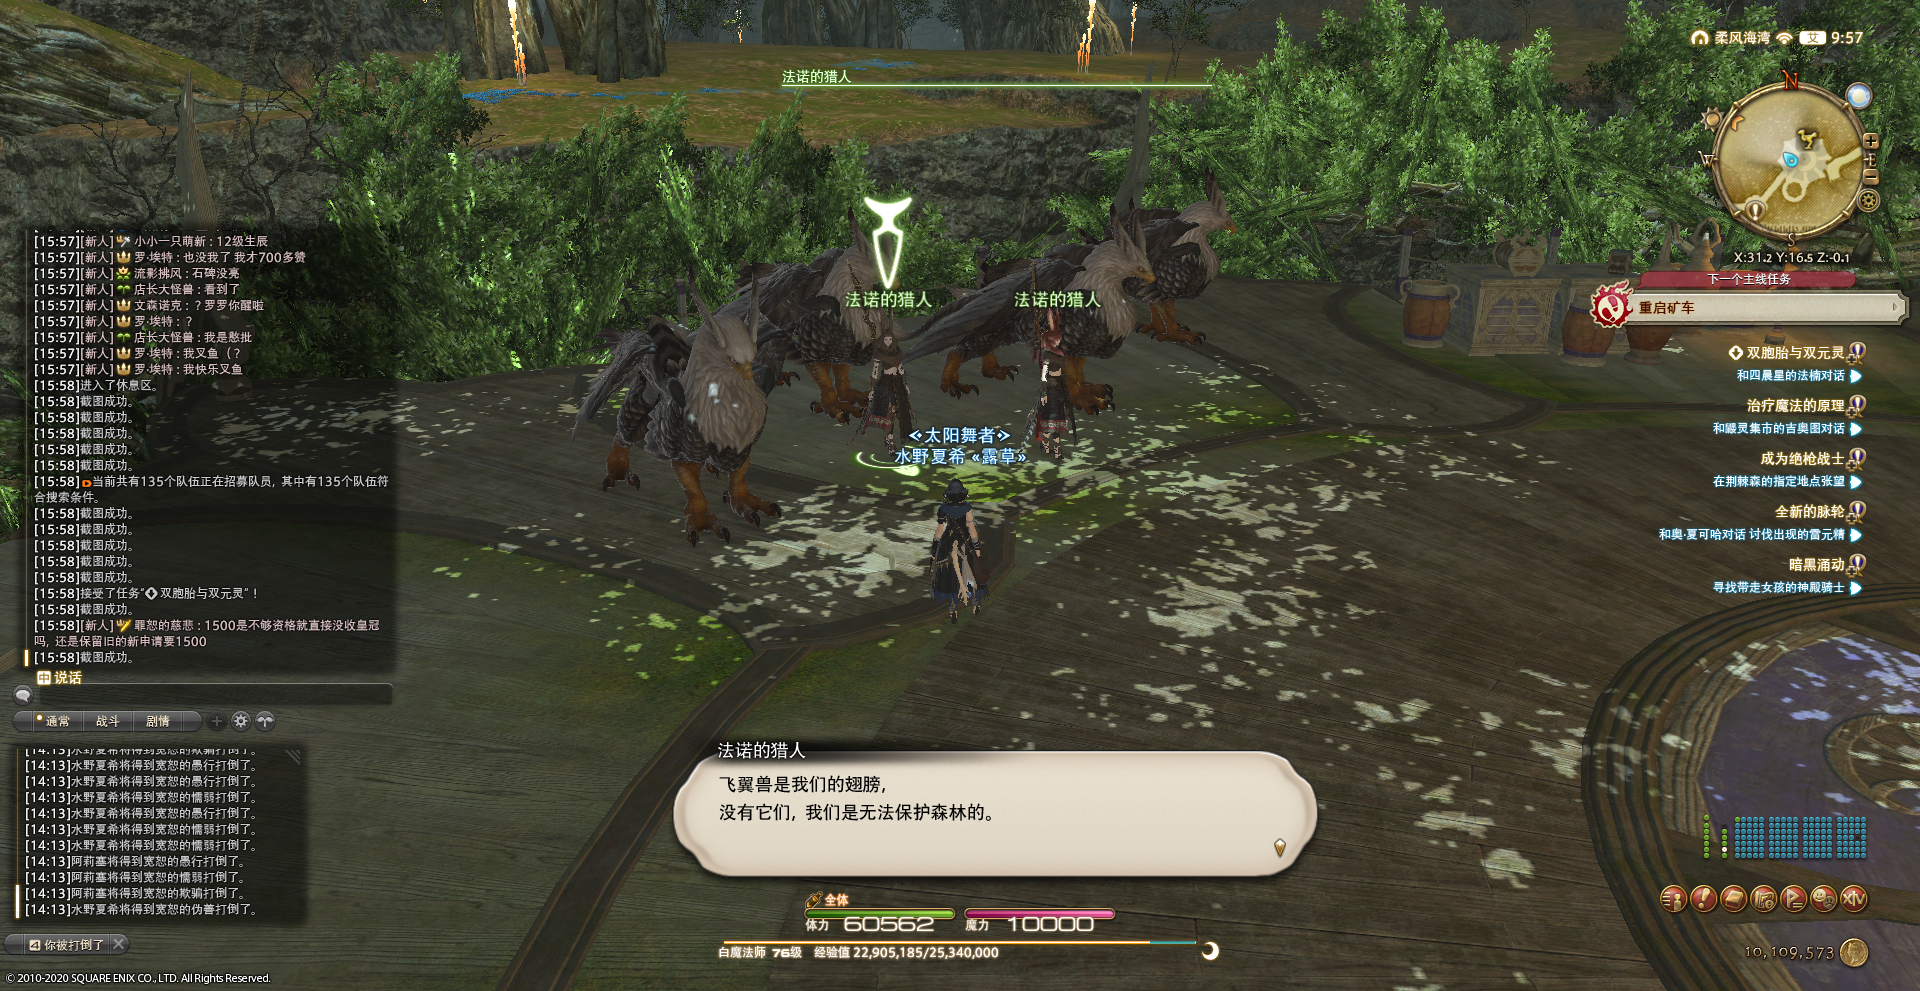 法诺的猎人
柔风海湾 艾 9:57
N
W
E
S
X:31.2 Y:16.5 Z:-0.1
下一个主线任务
重启矿车
双胞胎与双元灵
和四晨星的法楠对话
治疗魔法的原理
和鼹灵集市的吉奥图对话
成为绝枪战士
在荆棘森的指定地点张望
全新的脉轮
和奥·夏可哈对话 讨伐出现的雷元精
暗黑涌动
寻找带走女孩的神殿骑士
法诺的猎人
法诺的猎人
太阳舞者
水野夏希 «露草»
[15:57][新人]小小一只萌新 : 12级生辰
[15:57][新人]罗·埃特 : 也没我了 我才700多赞
[15:57][新人]流影拂风 : 石碑没亮
[15:57][新人]店长大怪兽 : 看到了
[15:57][新人]文森诺克 : ？罗罗你醒啦
[15:57][新人]罗·埃特 : ？
[15:57][新人]店长大怪兽 : 我是憨批
[15:57][新人]罗·埃特 : 我叉鱼（？
[15:57][新人]罗·埃特 : 我快乐叉鱼
[15:58]进入了休息区。
[15:58]截图成功。
[15:58]截图成功。
[15:58]截图成功。
[15:58]截图成功。
[15:58]截图成功。
[15:58]当前共有135个队伍正在招募队员, 其中有135个队伍符
合搜索条件。
[15:58]截图成功。
[15:58]截图成功。
[15:58]截图成功。
[15:58]截图成功。
[15:58]截图成功。
[15:58]接受了任务“双胞胎与双元灵”！
[15:58]截图成功。
[15:58][新人]罪恕的慈悲 : 1500是不够资格就直接没收皇冠
吗, 还是保留旧的新申请要1500
[15:58]截图成功。
中 说话
通常 战斗 剧情
[14:13]水野夏希将得到宽恕的欺骗打倒了。
[14:13]水野夏希将得到宽恕的愚行打倒了。
[14:13]水野夏希将得到宽恕的愚行打倒了。
[14:13]水野夏希将得到宽恕的懦弱打倒了。
[14:13]水野夏希将得到宽恕的愚行打倒了。
[14:13]水野夏希将得到宽恕的懦弱打倒了。
[14:13]水野夏希将得到宽恕的懦弱打倒了。
[14:13]阿莉塞将得到宽恕的愚行打倒了。
[14:13]阿莉塞将得到宽恕的懦弱打倒了。
[14:13]阿莉塞将得到宽恕的欺骗打倒了。
[14:13]水野夏希将得到宽恕的伪善打倒了。
4 你被打倒了
© 2010-2020 SQUARE ENIX CO., LTD. All Rights Reserved.
法诺的猎人
飞翼兽是我们的翅膀,
没有它们, 我们是无法保护森林的。
全体
体力 60562 魔力 10000
白魔法师 76级 经验值 22,905,185/25,340,000
XIV
10,109,573